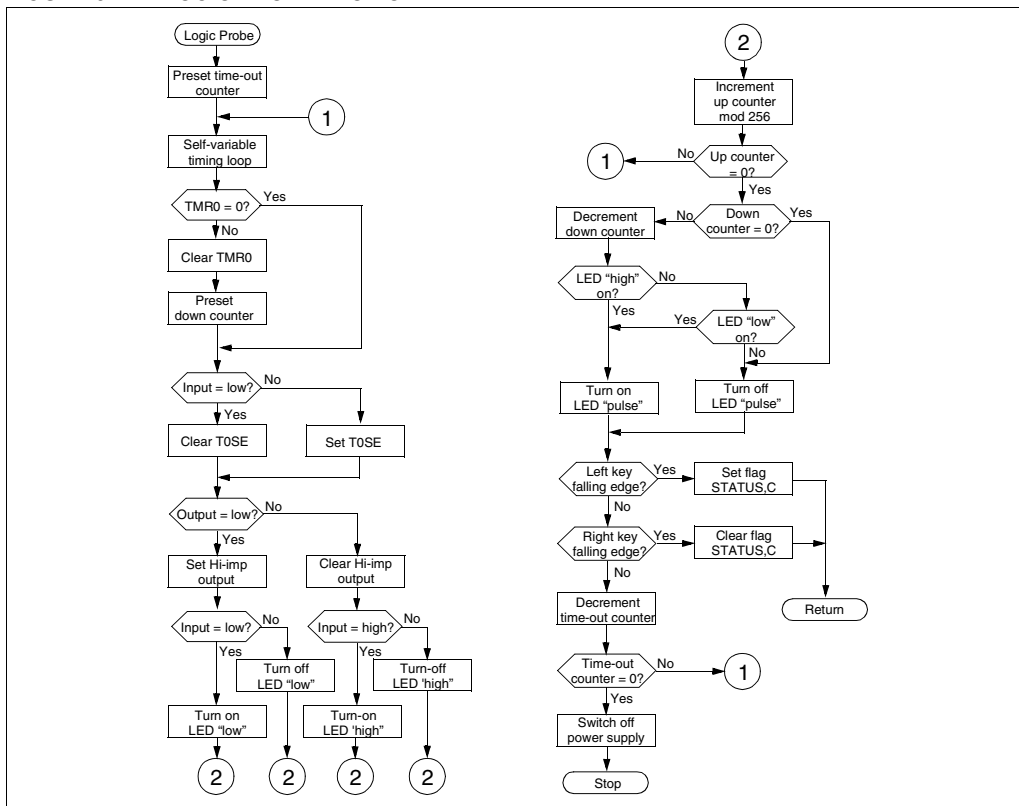 Logic Probe
Preset time-out
counter
1
Self-variable
timing loop
TMR0 = 0?
Yes
No
Clear TMR0
Preset
down counter
Input = low?
No
Yes
Clear T0SE
Set T0SE
Output = low?
No
Yes
Set Hi-imp
output
Clear Hi-imp
output
Input = low?
No
Yes
Input = high?
No
Yes
Turn off
LED “low”
Turn-off
LED 'high”
Turn on
LED “low”
Turn-on
LED 'high”
2
2
2
2
2
Increment
up counter
mod 256
1
No
Up counter
= 0?
Yes
Decrement
down counter
No
Down
counter = 0?
Yes
LED “high”
on?
No
Yes
Yes
LED “low”
on?
No
Turn on
LED “pulse”
Turn off
LED “pulse”
Left key
falling edge?
Yes
Set flag
STATUS,C
No
Right key
falling edge?
Yes
Clear flag
STATUS,C
No
Return
Decrement
time-out counter
Time-out
counter = 0?
No
1
Yes
Switch off
power supply
Stop